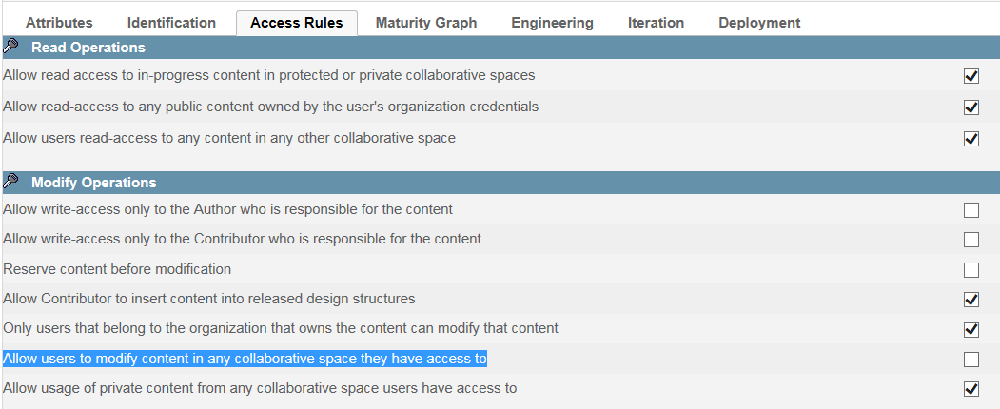 Attributes Identification Access Rules Maturity Graph Engineering Iteration Deployment
Read Operations
Allow read access to in-progress content in protected or private collaborative spaces
Allow read-access to any public content owned by the user's organization credentials
Allow users read-access to any content in any other collaborative space
Modify Operations
Allow write-access only to the Author who is responsible for the content
Allow write-access only to the Contributor who is responsible for the content
Reserve content before modification
Allow Contributor to insert content into released design structures
Only users that belong to the organization that owns the content can modify that content
Allow users to modify content in any collaborative space they have access to
Allow usage of private content from any collaborative space users have access to